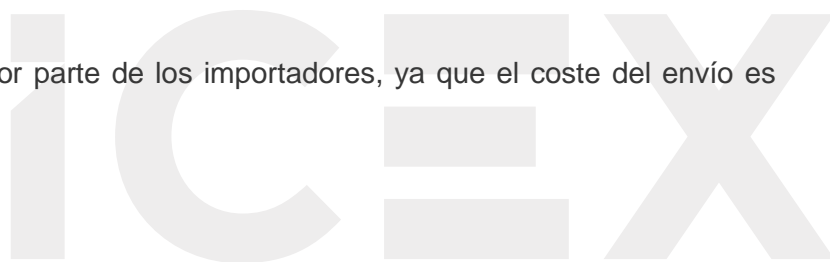 or parte de los importadores, ya que el coste del envío es
ICEX